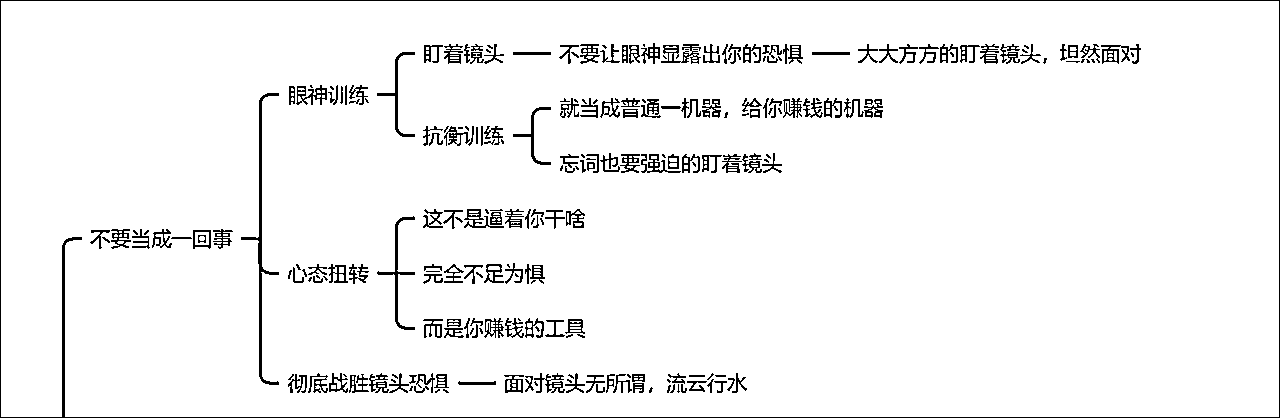 盯着镜头
不要让眼神显露出你的恐惧
大大方方的盯着镜头，坦然面对
眼神训练
就当成普通一机器，给你赚钱的机器
抗衡训练
忘词也要强迫的盯着镜头
这不是逼着你干啥
不要当成一回事
心态扭转
完全不足为惧
而是你赚钱的工具
彻底战胜镜头恐惧
面对镜头无所谓，流云行水